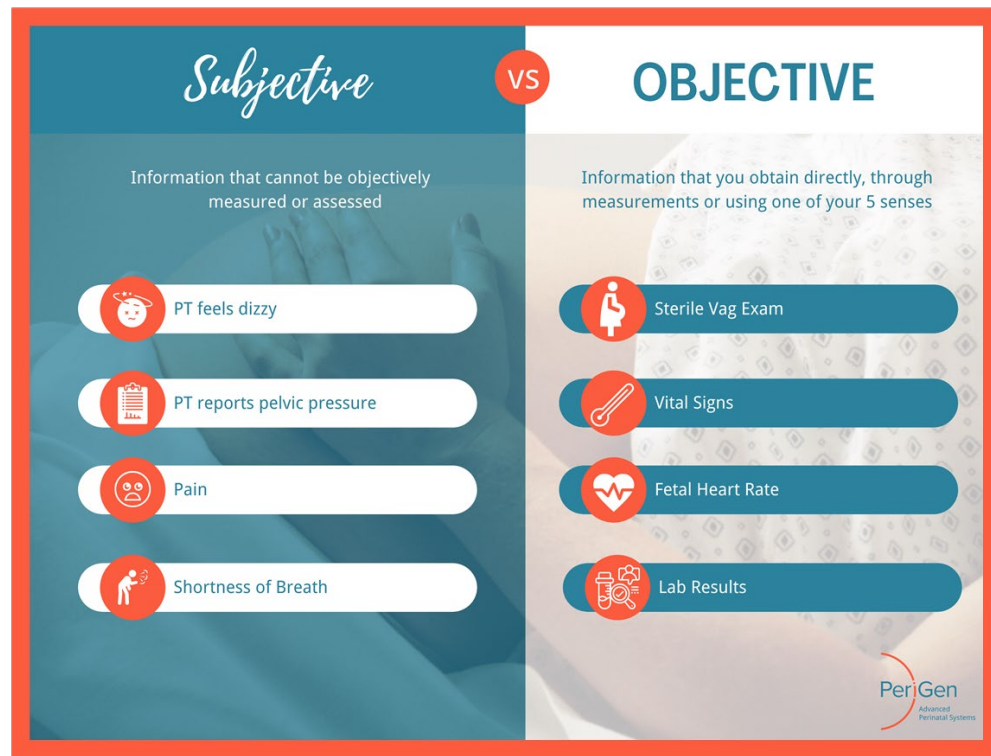 Subjective
VS
OBJECTIVE
Information that cannot be objectively
measured or assessed
PT feels dizzy
PT reports pelvic pressure
Pain
Shortness of Breath
Information that you obtain directly, through
measurements or using one of your 5 senses
Sterile Vag Exam
Vital Signs
Fetal Heart Rate
Lab Results
PeriGen
Advanced
Perinatal Systems